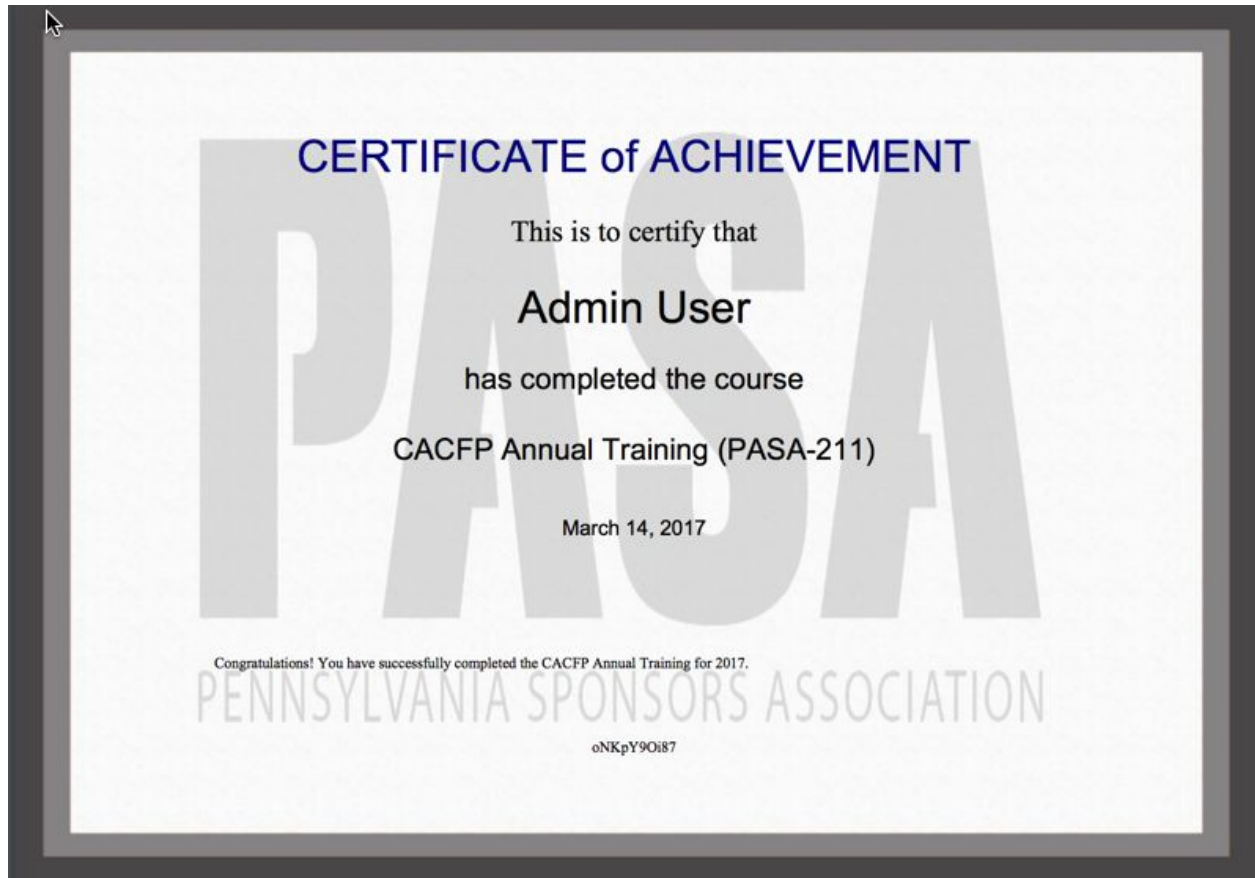 CERTIFICATE of ACHIEVEMENT
This is to certify that
Admin User
has completed the course
CACFP Annual Training (PASA-211)
March 14, 2017
PASA
Congratulations! You have successfully completed the CACFP Annual Training for 2017.
PENNSYLVANIA SPONSORS ASSOCIATION
oNKpY9Oi87